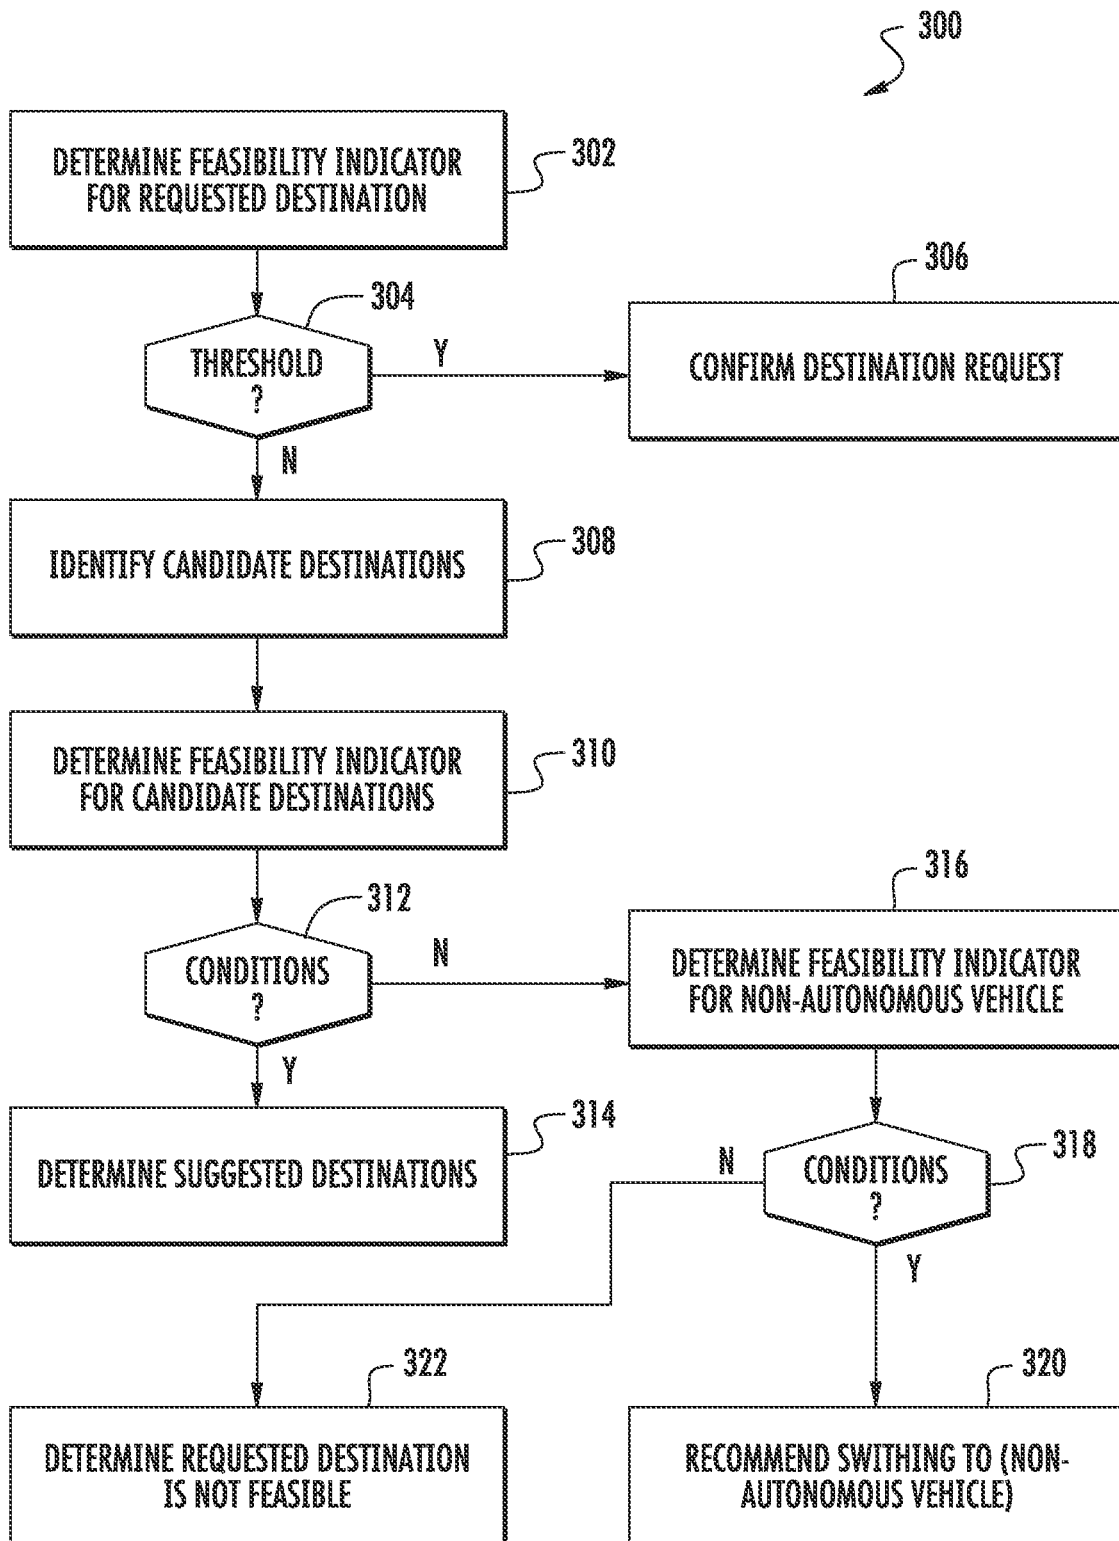 300
DETERMINE FEASIBILITY INDICATOR
FOR REQUESTED DESTINATION
302
304
THRESHOLD
?
Y
N
306
CONFIRM DESTINATION REQUEST
IDENTIFY CANDIDATE DESTINATIONS
308
DETERMINE FEASIBILITY INDICATOR
FOR CANDIDATE DESTINATIONS
310
312
CONDITIONS
?
N
Y
316
DETERMINE FEASIBILITY INDICATOR
FOR NON-AUTONOMOUS VEHICLE
DETERMINE SUGGESTED DESTINATIONS
314
CONDITIONS
?
318
N
Y
322
DETERMINE REQUESTED DESTINATION
IS NOT FEASIBLE
320
RECOMMEND SWITHING TO (NON-
AUTONOMOUS VEHICLE)